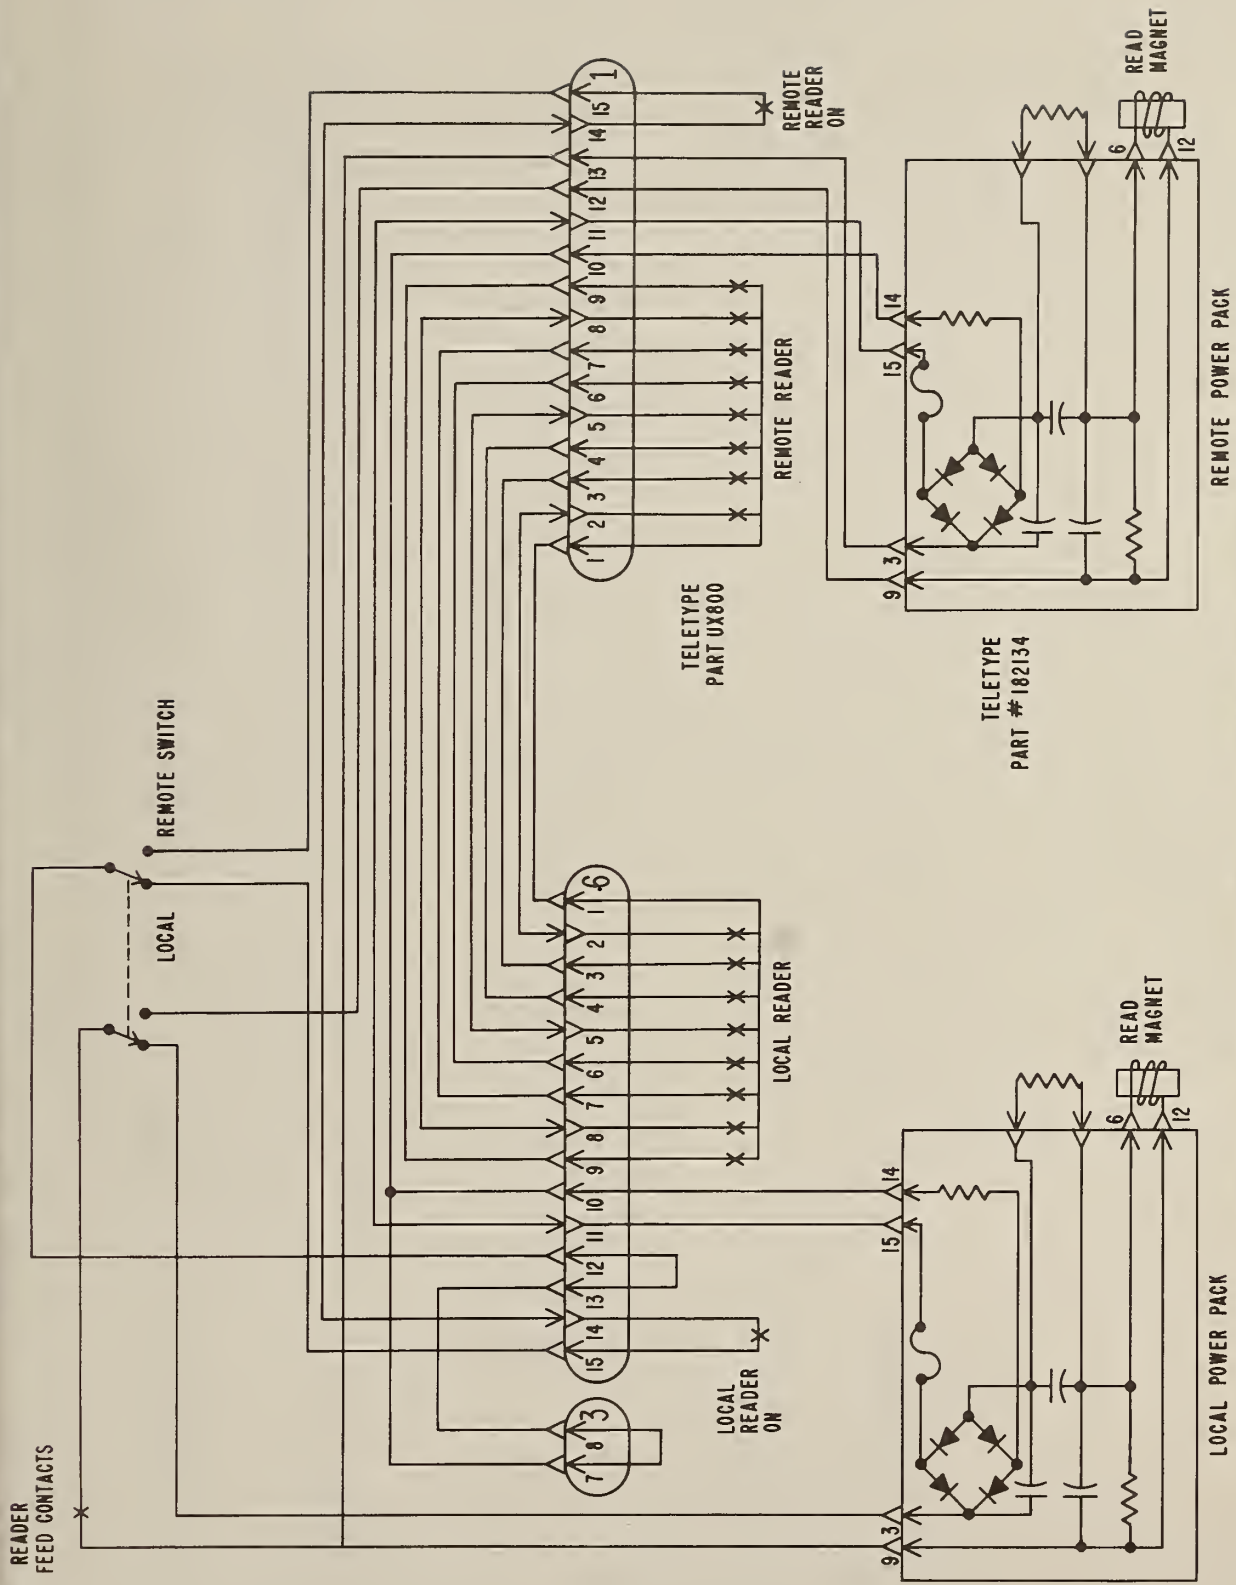 READER
FEED CONTACTS
LOCAL
REMOTE SWITCH
3
7 8
6
15 14 13 12 11 10 9 8 7 6 5 4 3 2 1
1
1 2 3 4 5 6 7 8 9 10 11 12 13 14 15
LOCAL
READER
ON
LOCAL READER
TELETYPE
PART UX800
REMOTE READER
REMOTE
READER
ON
9 3 15 14
6
12
READ
MAGNET
LOCAL POWER PACK
TELETYPE
PART # 182134
9 3 15 14
6
12
READ
MAGNET
REMOTE POWER PACK